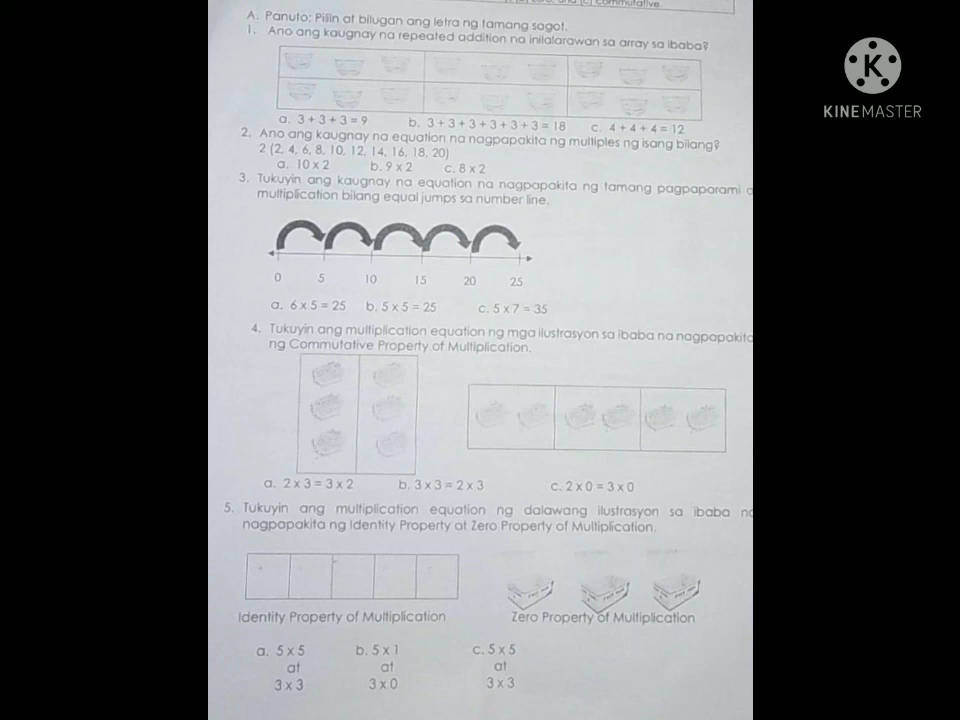 Commutative.
A. Panuto: Piliin at bilugan ang letra ng tamang sagot.
1. Ano ang kaugnay na repeated addition na inilalarawan sa array sa ibaba?
a. 3 + 3 + 3 = 9 b. 3 + 3 + 3 + 3 + 3 + 3 = 18 c. 4 + 4 + 4 = 12
2. Ano ang kaugnay na equation na nagpapakita ng multiples ng isang bilang?
2 (2, 4, 6, 8, 10, 12, 14, 16, 18, 20)
a. 10 x 2 b. 9 x 2 c. 8 x 2
3. Tukuyin ang kaugnay na equation na nagpapakita ng tamang pagpaparami o
multiplication bilang equal jumps sa number line.
0 5 10 15 20 25
a. 6 x 5 = 25 b. 5 x 5 = 25 c. 5 x 7 = 35
4. Tukuyin ang multiplication equation ng mga ilustrasyon sa ibaba na nagpapakita
ng Commutative Property of Multiplication.
a. 2 x 3 = 3 x 2 b. 3 x 3 = 2 x 3 c. 2 x 0 = 3 x 0
5. Tukuyin ang multiplication equation ng dalawang ilustrasyon sa ibaba na
nagpapakita ng Identity Property at Zero Property of Multiplication.
Identity Property of Multiplication Zero Property of Multiplication
a. 5 x 5 b. 5 x 1 c. 5 x 5
at at at
3 x 3 3 x 0 3 x 3
K
KINEMASTER